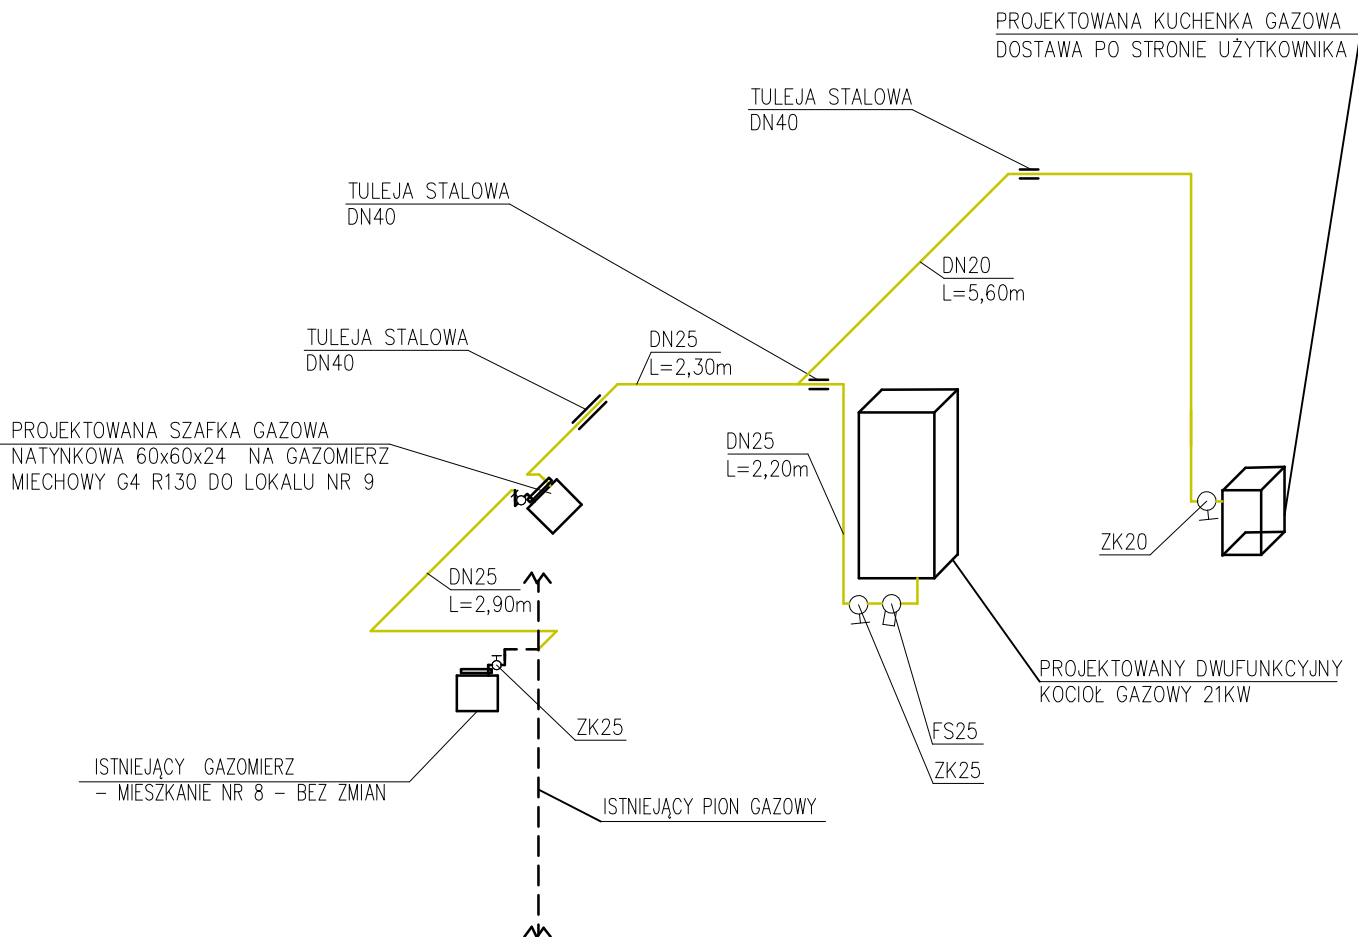 PROJEKTOWANA KUCHENKA GAZOWA
DOSTAWA PO STRONIE UŻYTKOWNIKA
TULEJA STALOWA
DN40
TULEJA STALOWA
DN40
DN20
L=5,60m
TULEJA STALOWA
DN40
DN25
L=2,30m
PROJEKTOWANA SZAFKA GAZOWA
NATYNKOWA 60x60x24 NA GAZOMIERZ
MIECHOWY G4 R130 DO LOKALU NR 9
DN25
L=2,20m
ZK20
DN25
L=2,90m
PROJEKTOWANY DWUFUNKCYJNY
KOCIOŁ GAZOWY 21KW
ZK25
FS25
ZK25
ISTNIEJĄCY GAZOMIERZ
- MIESZKANIE NR 8 - BEZ ZMIAN
ISTNIEJĄCY PION GAZOWY